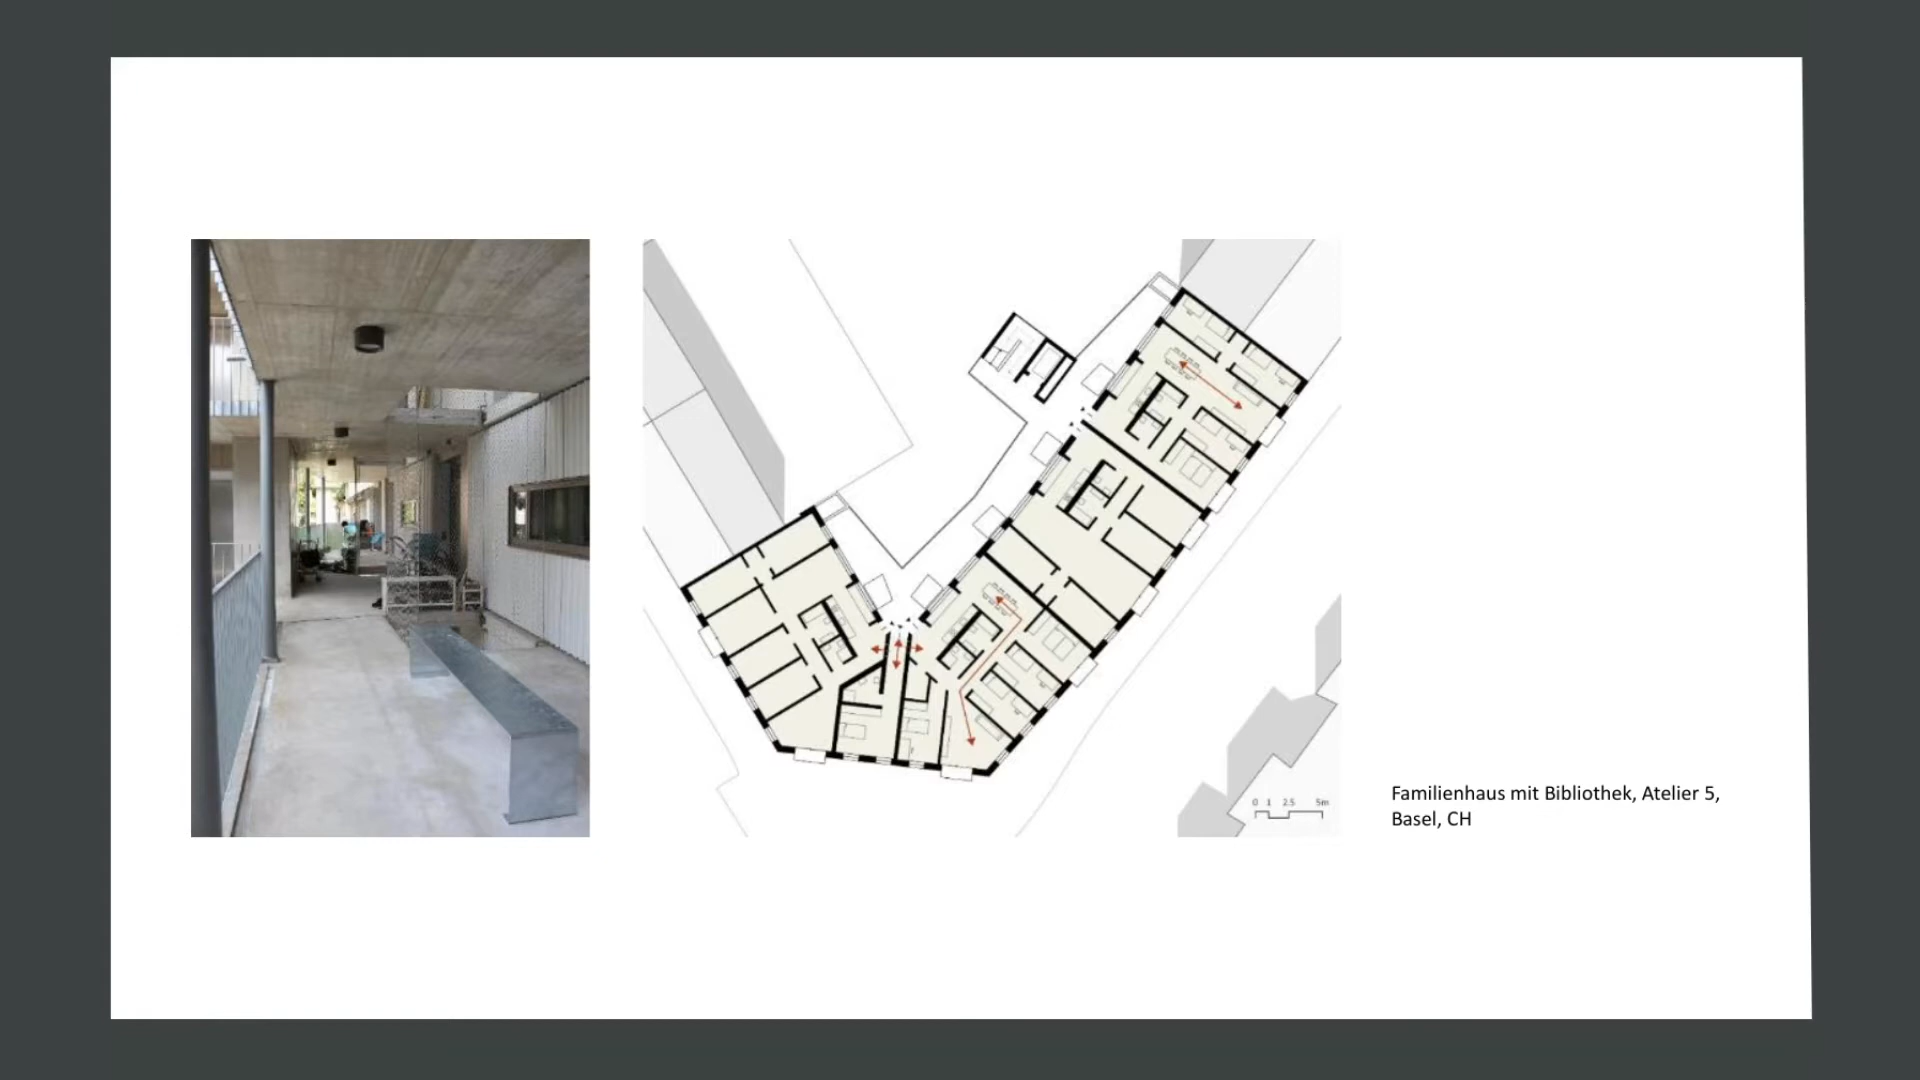 0 1 2.5 5m
Familienhaus mit Bibliothek, Atelier 5,
Basel, CH